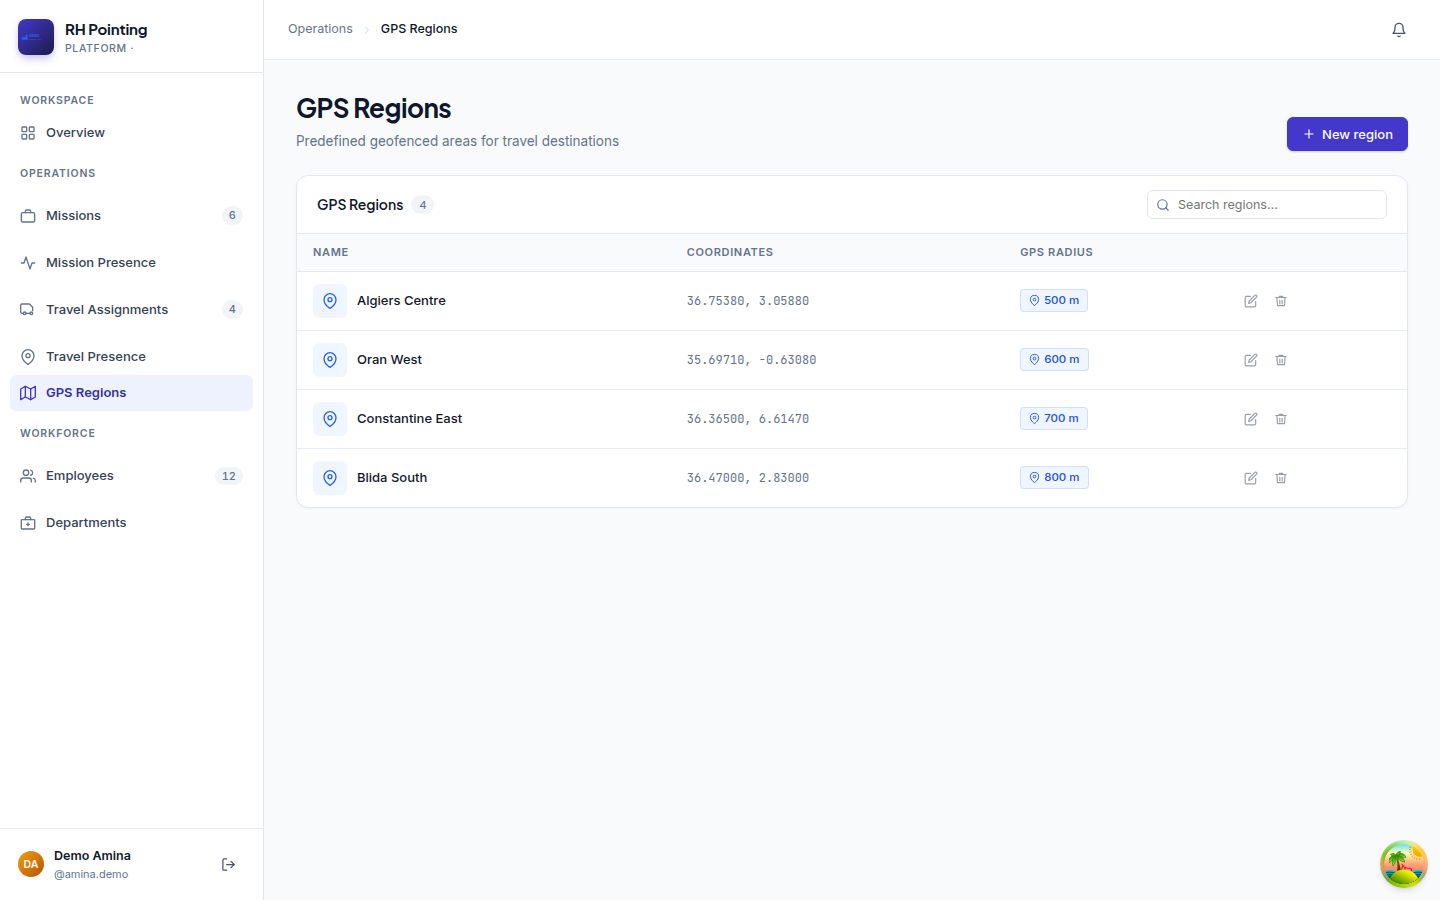 RH Pointing
PLATFORM ·
WORKSPACE
Overview
OPERATIONS
Missions 6
Mission Presence
Travel Assignments 4
Travel Presence
GPS Regions
WORKFORCE
Employees 12
Departments
DA
Demo Amina
@amina.demo
Operations GPS Regions
GPS Regions
Predefined geofenced areas for travel destinations
New region
GPS Regions 4
Search regions...
NAME COORDINATES GPS RADIUS
Algiers Centre 36.75380, 3.05880 500 m
Oran West 35.69710, -0.63080 600 m
Constantine East 36.36500, 6.61470 700 m
Blida South 36.47000, 2.83000 800 m